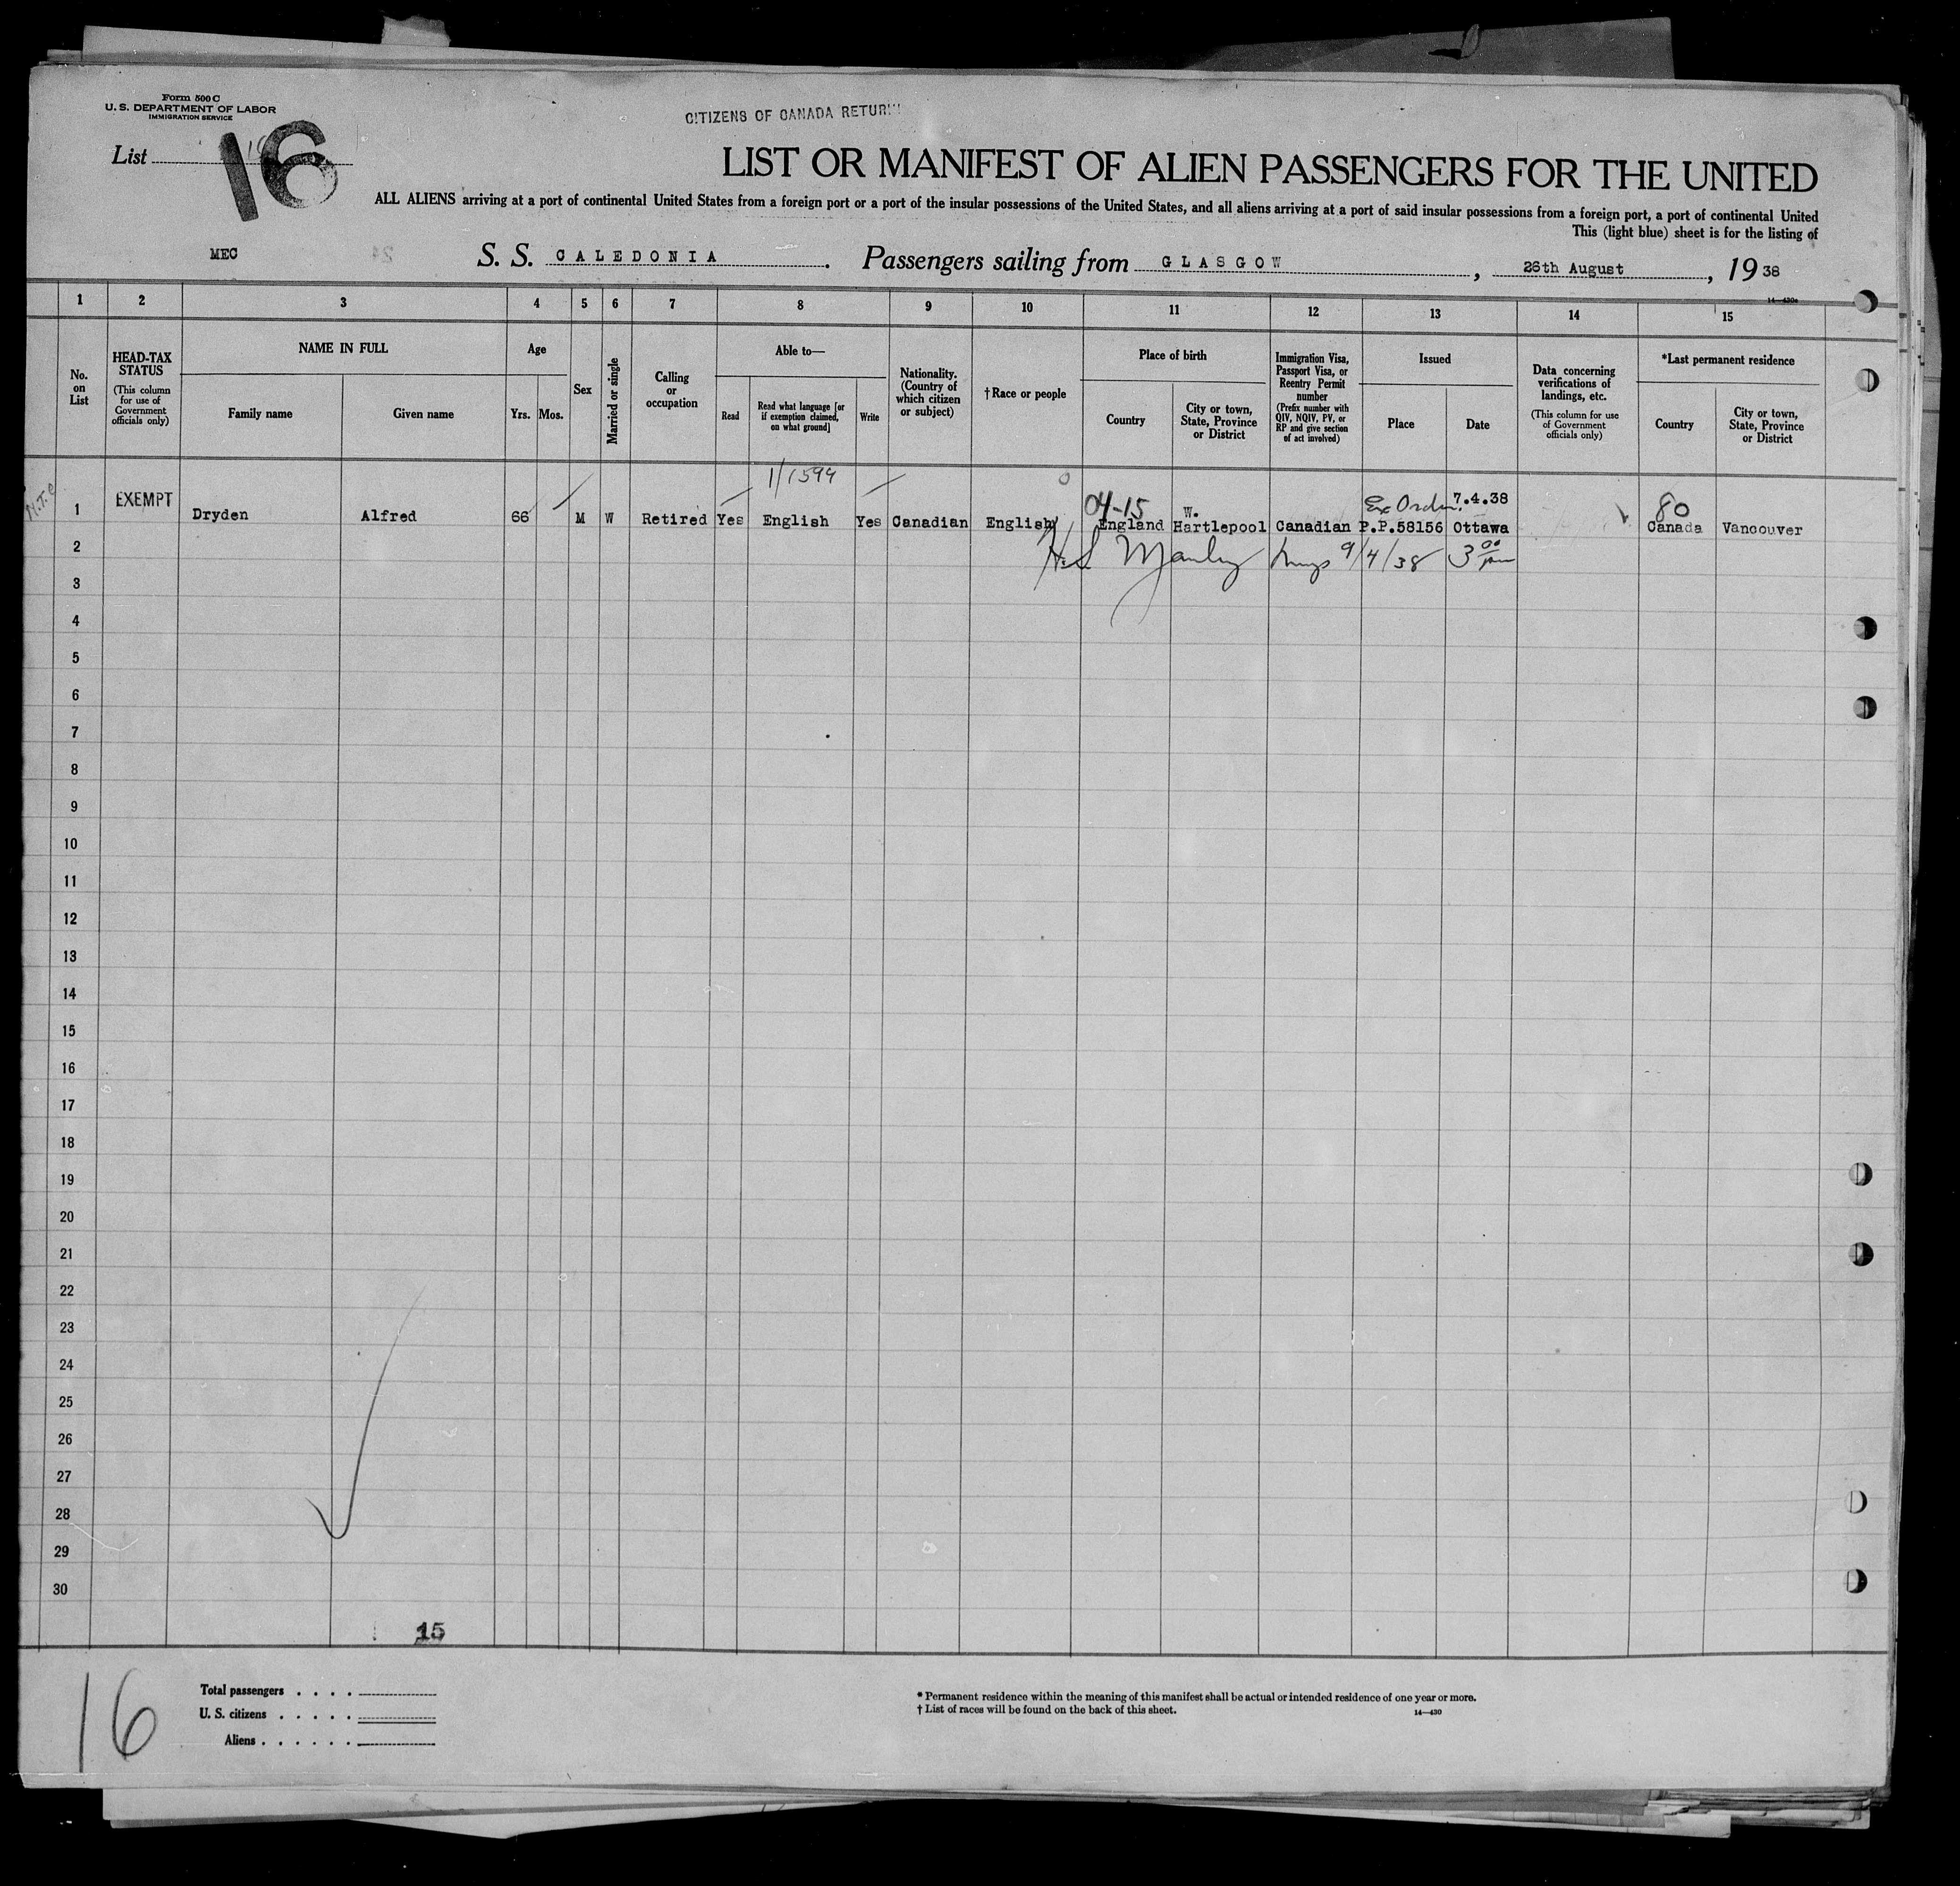 Form 500 C
U. S. DEPARTMENT OF LABOR
IMMIGRATION SERVICE
CITIZENS OF CANADA RETURN
List 16
LIST OR MANIFEST OF ALIEN PASSENGERS FOR THE UNITED
ALL ALIENS arriving at a port of continental United States from a foreign port or a port of the insular possessions of the United States, and all aliens arriving at a port of said insular possessions from a foreign port, a port of continental United
This (light blue) sheet is for the listing of
MEC 24 S. S. CALEDONIA. Passengers sailing from GLASGOW, 26th August, 1938
14—430c
1 2 3 4 5 6 7 8 9 10 11 12 13 14 15
No. on List
HEAD-TAX STATUS
(This column for use of Government officials only)
NAME IN FULL
Family name Given name
Age
Yrs. Mos.
Sex
Married or single
Calling or occupation
Able to—
Read
Read what language [or if exemption claimed, on what ground]
Write
Nationality. (Country of which citizen or subject)
†Race or people
Place of birth
Country
City or town, State, Province or District
Immigration Visa, Passport Visa, or Reentry Permit number
(Prefix number with QIV, NQIV, PV, or RP and give section of act involved)
Issued
Place Date
Data concerning verifications of landings, etc.
(This column for use of Government officials only)
*Last permanent residence
Country
City or town, State, Province or District
1/1594
N.T.C
04-15 W. Ex Ordin. 7.4.38 80
1 EXEMPT Dryden Alfred 66 M W Retired Yes English Yes Canadian English England Hartlepool Canadian P.P.58156 Ottawa Canada Vancouver
2 H.S. Manley 9/4/38 3 00 pm
3
4
5
6
7
8
9
10
11
12
13
14
15
16
17
18
19
20
21
22
23
24
25
26
27
28
29
30
15
16
Total passengers . . . .
U. S. citizens . . . . .
Aliens . . . . . .
* Permanent residence within the meaning of this manifest shall be actual or intended residence of one year or more.
† List of races will be found on the back of this sheet.
14—430